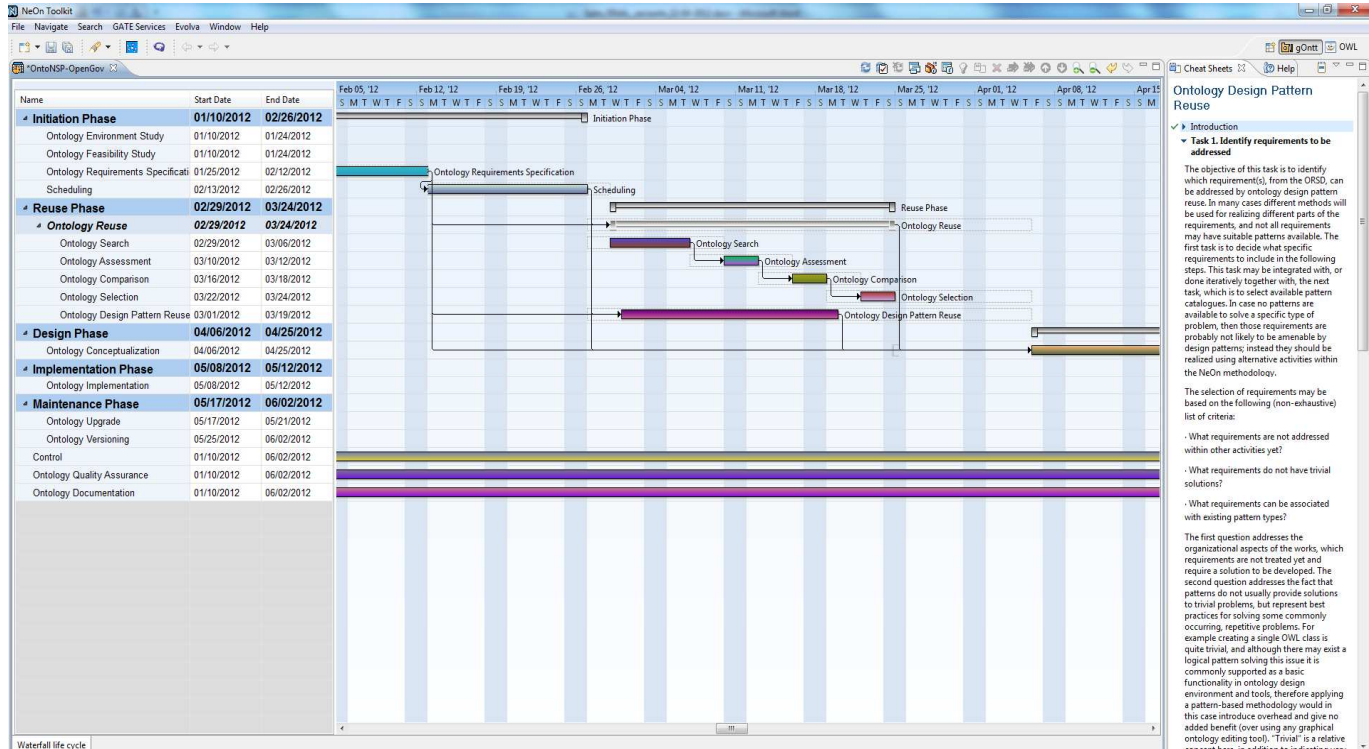 NeOn Toolkit
File Navigate Search GATE Services Evolva Window Help
gOntt OWL
*OntoNSP-OpenGov
Cheat Sheets Help
Name Start Date End Date
Feb 05, '12 Feb 12, '12 Feb 19, '12 Feb 26, '12 Mar 04, '12 Mar 11, '12 Mar 18, '12 Mar 25, '12 Apr 01, '12 Apr 08, '12 Apr 15
S M T W T F S S M T W T F S S M T W T F S S M T W T F S S M T W T F S S M T W T F S S M T W T F S S M T W T F S S M T W T F S S M T W T F S S M
Initiation Phase 01/10/2012 02/26/2012 Initiation Phase
Ontology Environment Study 01/10/2012 01/24/2012
Ontology Feasibility Study 01/10/2012 01/24/2012
Ontology Requirements Specificati 01/25/2012 02/12/2012 Ontology Requirements Specification
Scheduling 02/13/2012 02/26/2012 Scheduling
Reuse Phase 02/29/2012 03/24/2012 Reuse Phase
Ontology Reuse 02/29/2012 03/24/2012 Ontology Reuse
Ontology Search 02/29/2012 03/06/2012 Ontology Search
Ontology Assessment 03/10/2012 03/12/2012 Ontology Assessment
Ontology Comparison 03/16/2012 03/18/2012 Ontology Comparison
Ontology Selection 03/22/2012 03/24/2012 Ontology Selection
Ontology Design Pattern Reuse 03/01/2012 03/19/2012 Ontology Design Pattern Reuse
Design Phase 04/06/2012 04/25/2012
Ontology Conceptualization 04/06/2012 04/25/2012
Implementation Phase 05/08/2012 05/12/2012
Ontology Implementation 05/08/2012 05/12/2012
Maintenance Phase 05/17/2012 06/02/2012
Ontology Upgrade 05/17/2012 05/21/2012
Ontology Versioning 05/25/2012 06/02/2012
Control 01/10/2012 06/02/2012
Ontology Quality Assurance 01/10/2012 06/02/2012
Ontology Documentation 01/10/2012 06/02/2012
Waterfall life cycle
Ontology Design Pattern
Reuse
Introduction
Task 1. Identify requirements to be
addressed
The objective of this task is to identify
which requirement(s), from the ORSD, can
be addressed by ontology design pattern
reuse. In many cases different methods will
be used for realizing different parts of the
requirements, and not all requirements
may have suitable patterns available. The
first task is to decide what specific
requirements to include in the following
steps. This task may be integrated with, or
done iteratively together with, the next
task, which is to select available pattern
catalogues. In case no patterns are
available to solve a specific type of
problem, then those requirements are
probably not likely to be amenable by
design patterns; instead they should be
realized using alternative activities within
the NeOn methodology.
The selection of requirements may be
based on the following (non-exhaustive)
list of criteria:
· What requirements are not addressed
within other activities yet?
· What requirements do not have trivial
solutions?
· What requirements can be associated
with existing pattern types?
The first question addresses the
organizational aspects of the works, which
requirements are not treated yet and
require a solution to be developed. The
second question addresses the fact that
patterns do not usually provide solutions
to trivial problems, but represent best
practices for solving some commonly
occurring, repetitive problems. For
example creating a single OWL class is
quite trivial, and although there may exist a
logical pattern solving this issue it is
commonly supported as a basic
functionality in ontology design
environment and tools, therefore applying
a pattern-based methodology would in
this case introduce overhead and give no
added benefit (over using any graphical
ontology editing tool). "Trivial" is a relative